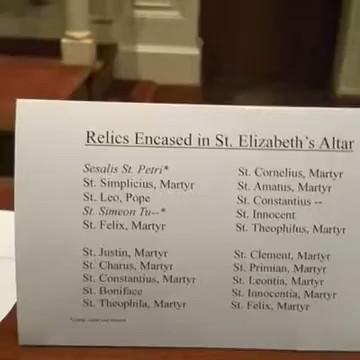 Relics Encased in St. Elizabeth's Altar
Sesalis St. Petri*
St. Simplicius, Martyr
St. Leo, Pope
St. Simeon Tu--*
St. Felix, Martyr
St. Justin, Martyr
St. Charus, Martyr
St. Constantius, Martyr
St. Boniface
St. Theophila, Martyr
St. Cornelius, Martyr
St. Amatus, Martyr
St. Constantius --
St. Innocent
St. Theophilus, Martyr
St. Clement, Martyr
St. Primian, Martyr
St. Leontia, Martyr
St. Innocentia, Martyr
St. Felix, Martyr